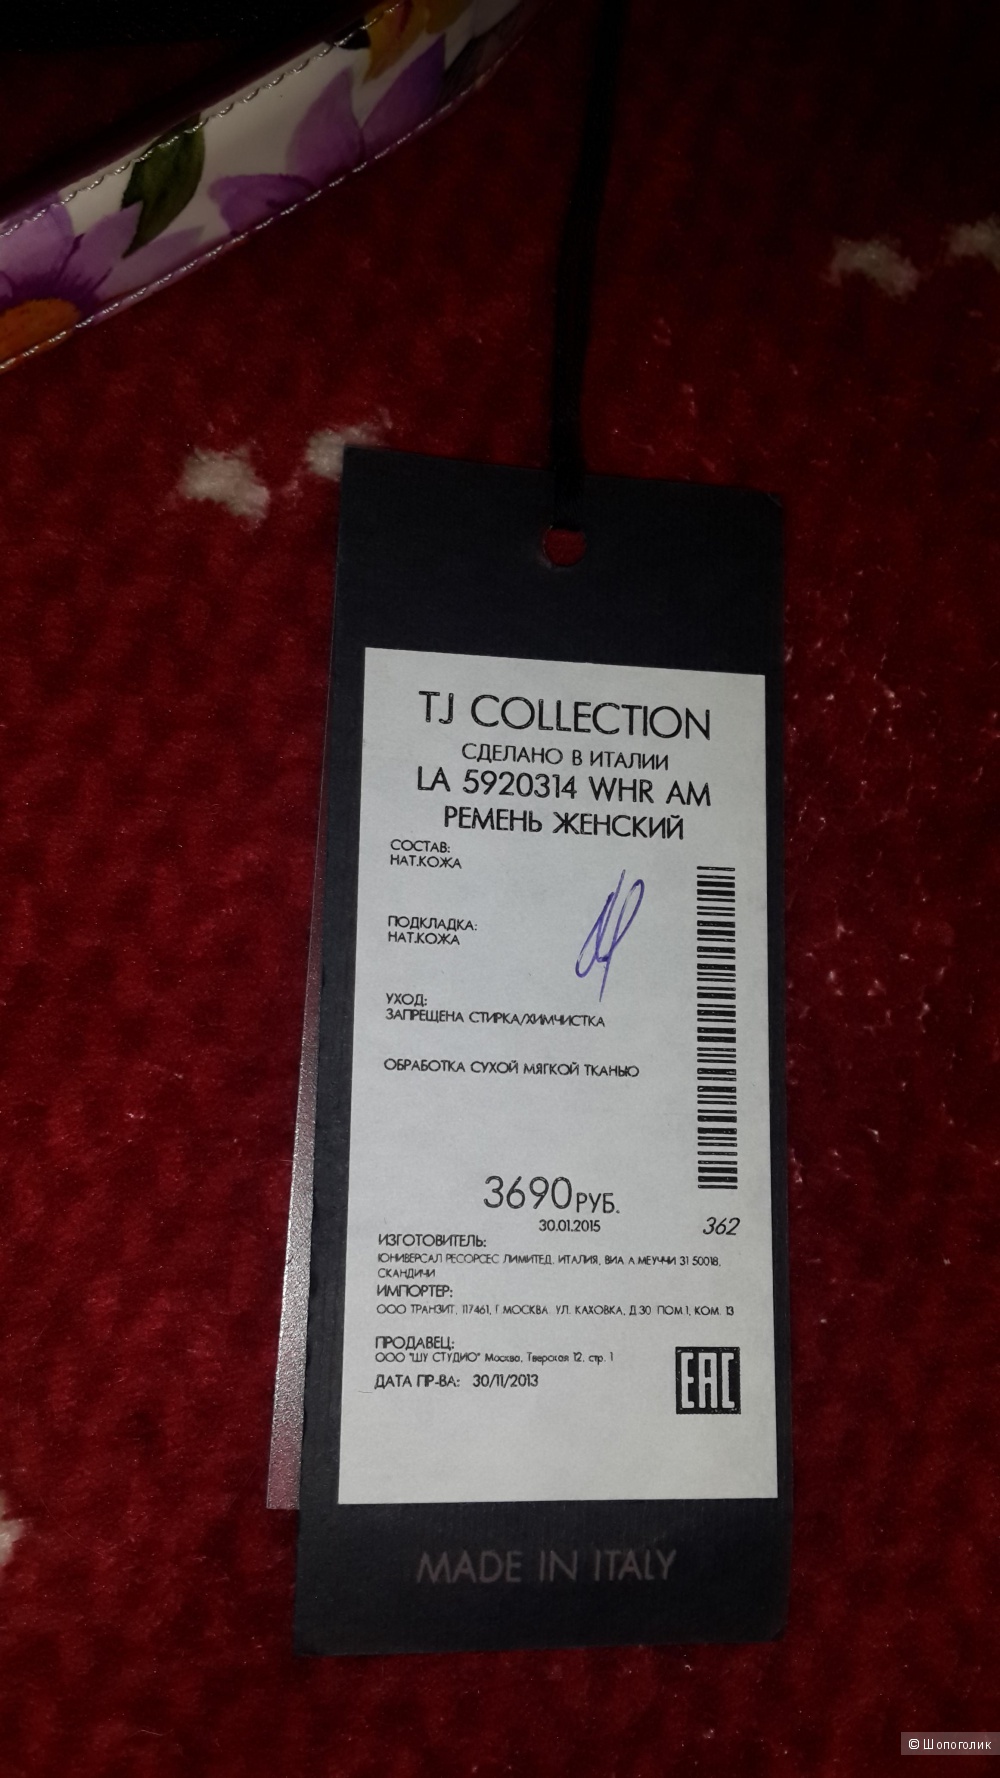 TJ COLLECTION
СДЕЛАНО В ИТАЛИИ
LA 5920314 WHR AM
РЕМЕНЬ ЖЕНСКИЙ
СОСТАВ:
НАТ.КОЖА
ПОДКЛАДКА:
НАТ.КОЖА
УХОД:
ЗАПРЕЩЕНА СТИРКА/ХИМЧИСТКА
ОБРАБОТКА СУХОЙ МЯГКОЙ ТКАНЬЮ
3690РУБ.
30.01.2015
362
ИЗГОТОВИТЕЛЬ:
ЮНИВЕРСАЛ РЕСОРСЕС ЛИМИТЕД. ИТАЛИЯ, ВИА А.МЕУЧЧИ 31 50018,
СКАНДИЧИ
ИМПОРТЕР:
ООО ТРАНЗИТ, 117461, Г.МОСКВА. УЛ. КАХОВКА, Д.30 ПОМ.1, КОМ. 13
ПРОДАВЕЦ:
ООО "ШУ СТУДИО" Москва, Тверская 12, стр. 1
ДАТА ПР-ВА: 30/11/2013
EAC
MADE IN ITALY
© Шопоголик